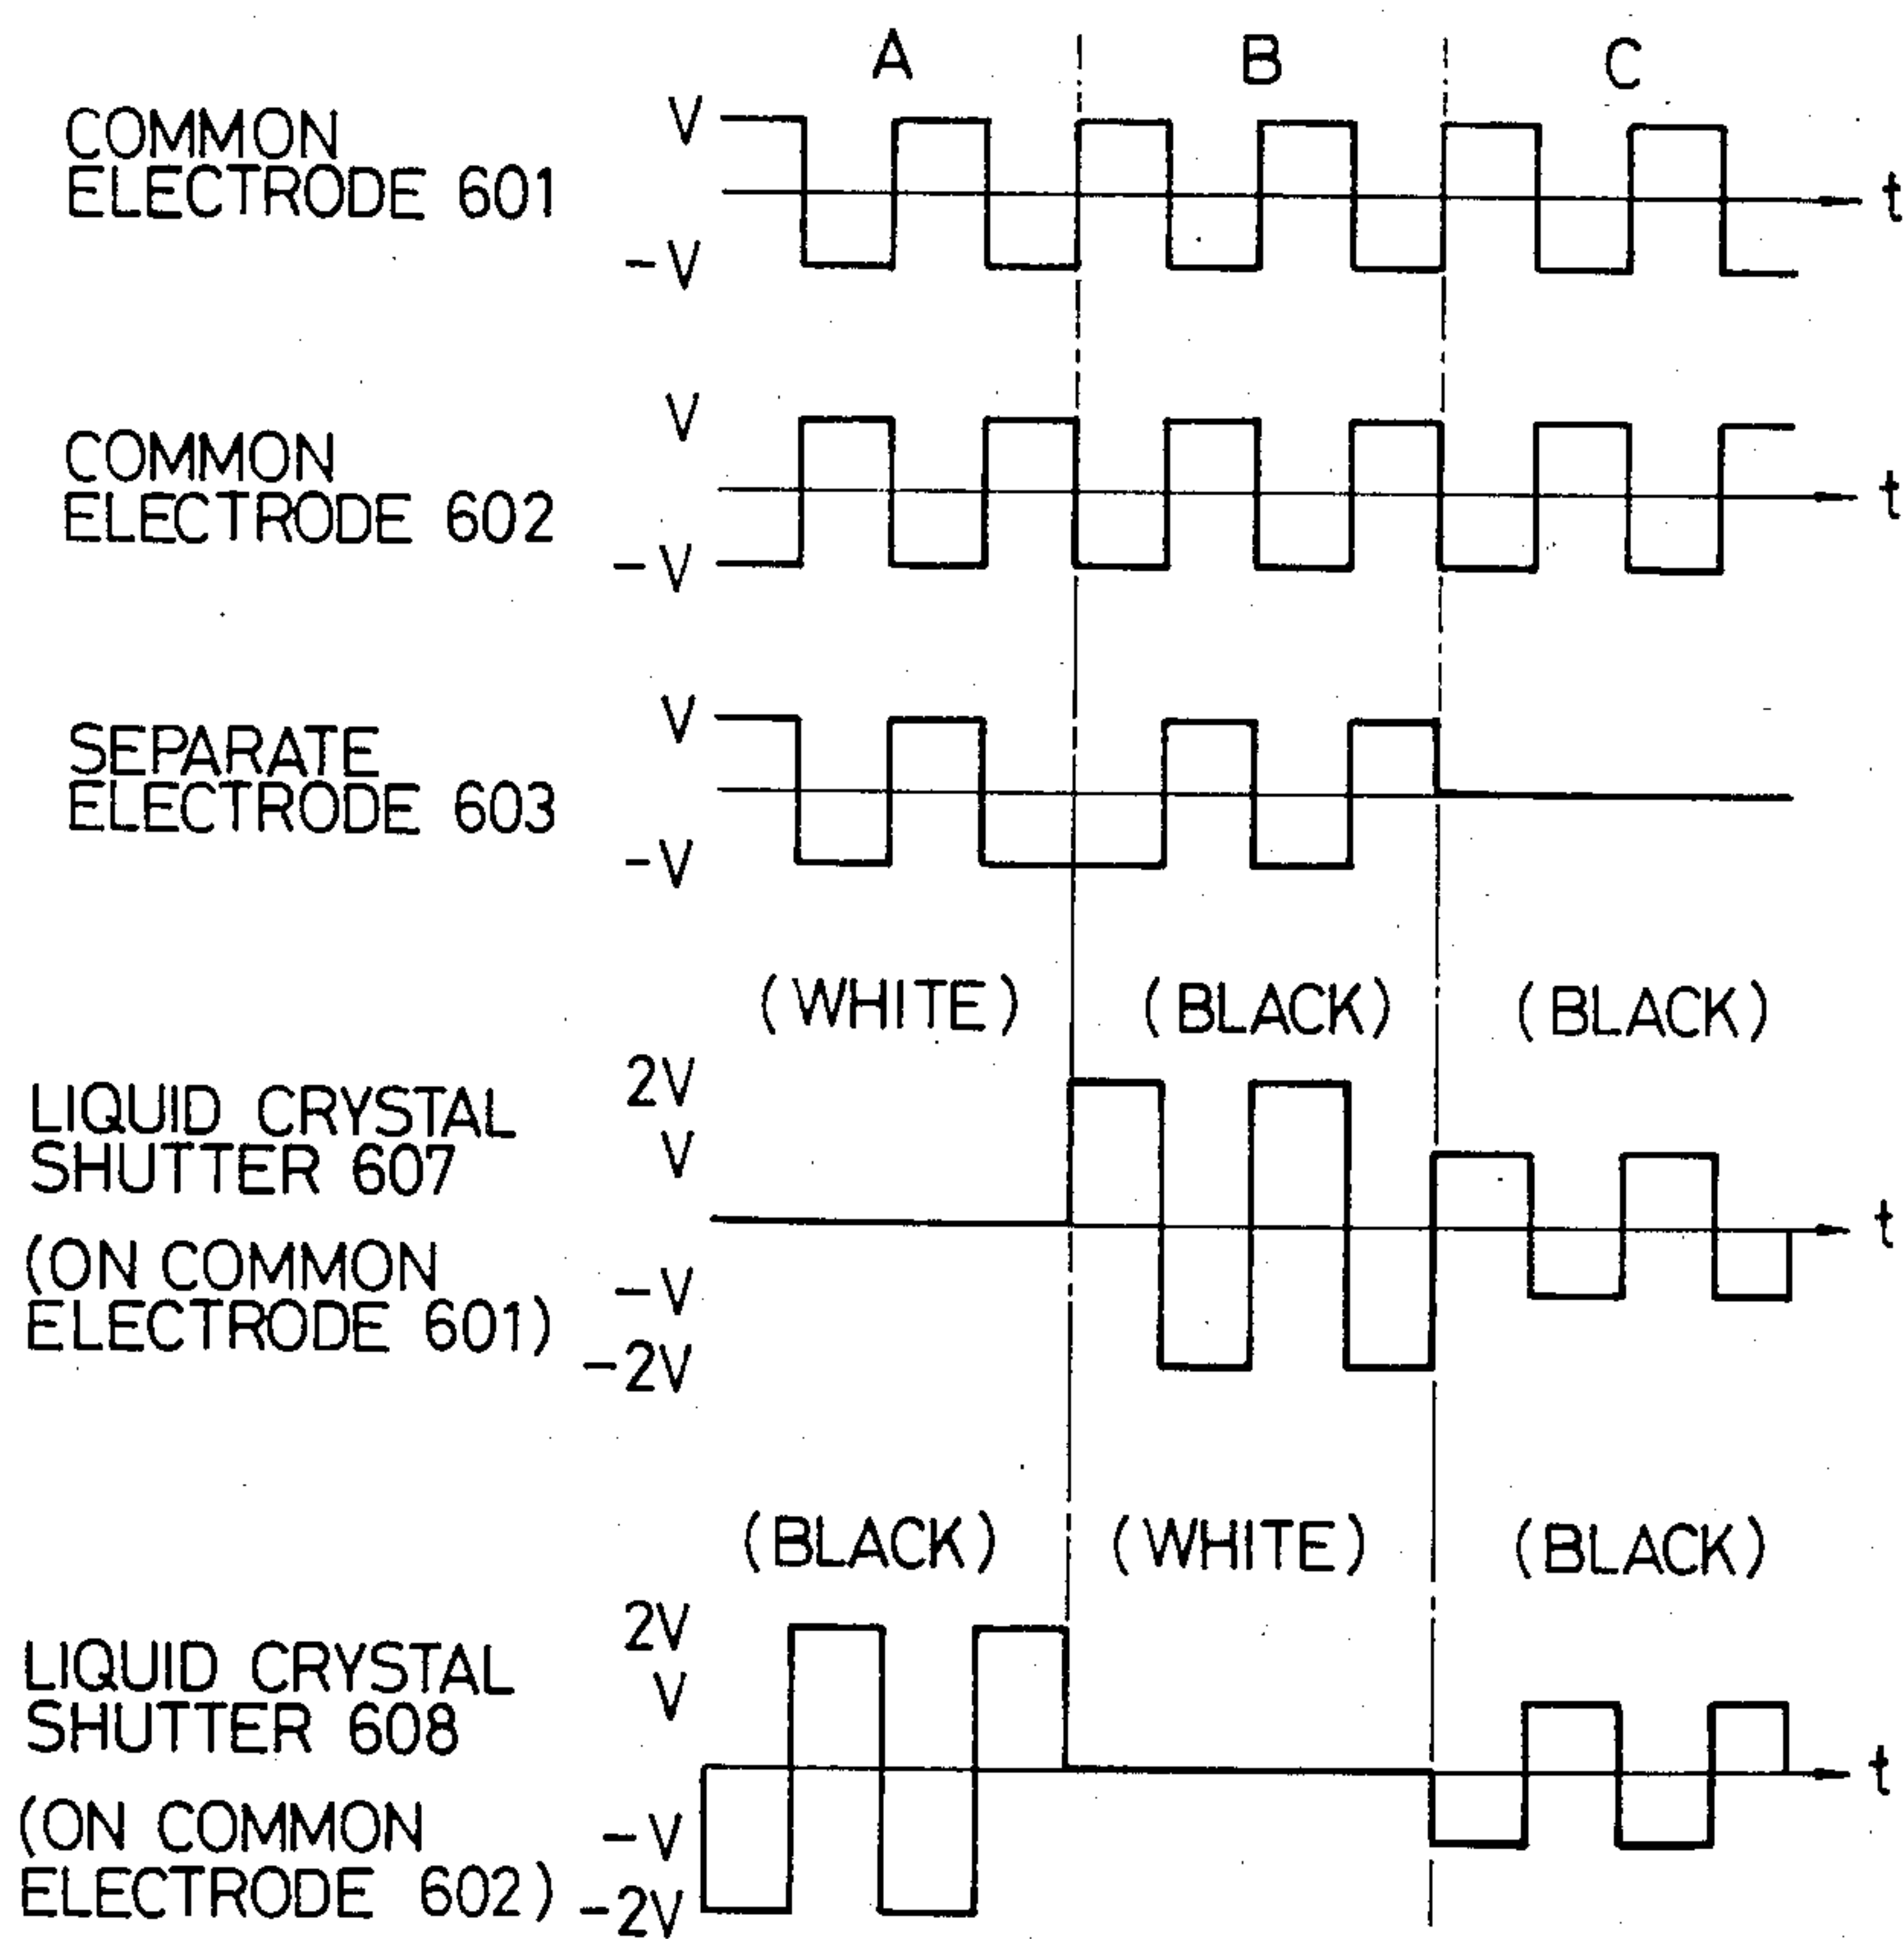 A B C
COMMON
ELECTRODE 601
V
-V
t
COMMON
ELECTRODE 602
V
-V
t
SEPARATE
ELECTRODE 603
V
-V
(WHITE) (BLACK) (BLACK)
LIQUID CRYSTAL
SHUTTER 607
(ON COMMON
ELECTRODE 601)
2V
V
-V
-2V
t
(BLACK) (WHITE) (BLACK)
LIQUID CRYSTAL
SHUTTER 608
(ON COMMON
ELECTRODE 602)
2V
V
-V
-2V
t